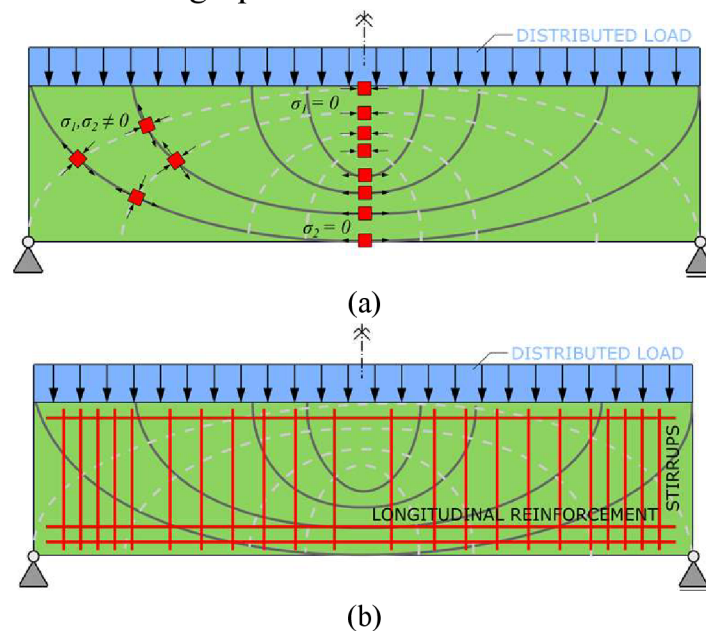 DISTRIBUTED LOAD
σ₁ = 0
σ₁,σ₂ ≠ 0
σ₂ = 0
(a)
DISTRIBUTED LOAD
STIRRUPS
LONGITUDINAL REINFORCEMENT
(b)